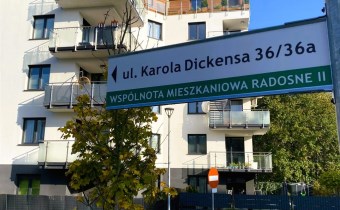 ul. Karola Dickensa 36/36a
WSPÓLNOTA MIESZKANIOWA RADOSNE II